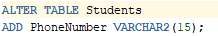 ALTER TABLE Students
ADD PhoneNumber VARCHAR2(15);